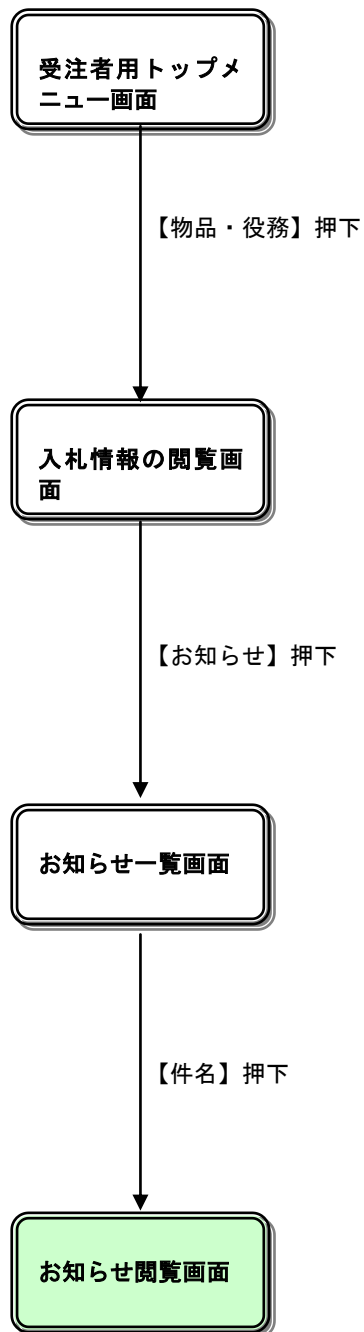 受注者用トップメ
ニュー画面
【物品・役務】押下
入札情報の閲覧画
面
【お知らせ】押下
お知らせ一覧画面
【件名】押下
お知らせ閲覧画面